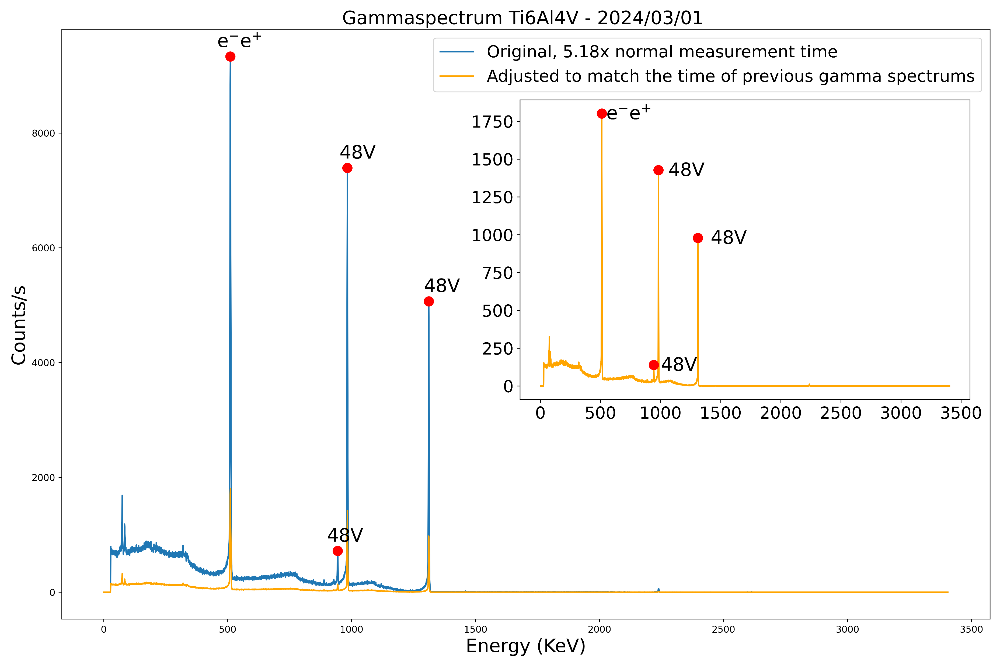 Gammaspectrum Ti6Al4V - 2024/03/01
e⁻e⁺
Original, 5.18x normal measurement time
Adjusted to match the time of previous gamma spectrums
48V
48V
48V
Counts/s
8000
6000
4000
2000
0
0 500 1000 1500 2000 2500 3000 3500
Energy (KeV)
e⁻e⁺
48V
48V
48V
1750
1500
1250
1000
750
500
250
0
0 500 1000 1500 2000 2500 3000 3500